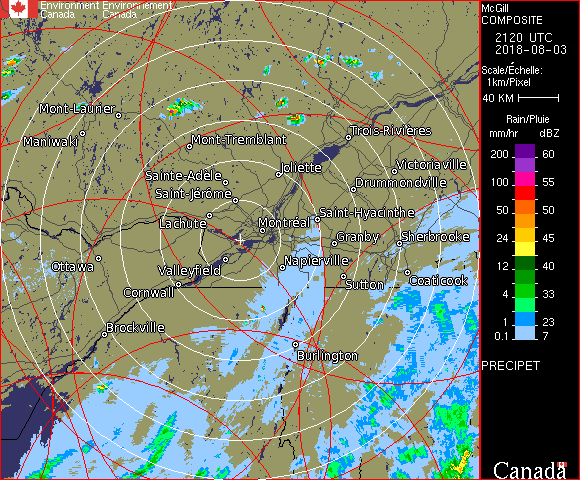 Environment Environnement
Canada Canada
McGill
COMPOSITE
2120 UTC
2018-08-03
Scale/Échelle:
1km/Pixel
40 KM
Rain/Pluie
mm/hr dBZ
200 60
150 57
100 55
50 50
24 45
12 40
4 33
1 23
0.1 7
PRECIPET
Canada
Mont-Laurier
Maniwaki
Mont-Tremblant
Trois-Rivières
Sainte-Adèle
Joliette
Victoriaville
Saint-Jérôme
Drummondville
Lachute
Montréal
Saint-Hyacinthe
Granby
Sherbrooke
Ottawa
Valleyfield
Napierville
Cornwall
Sutton
Coaticook
Brockville
Burlington